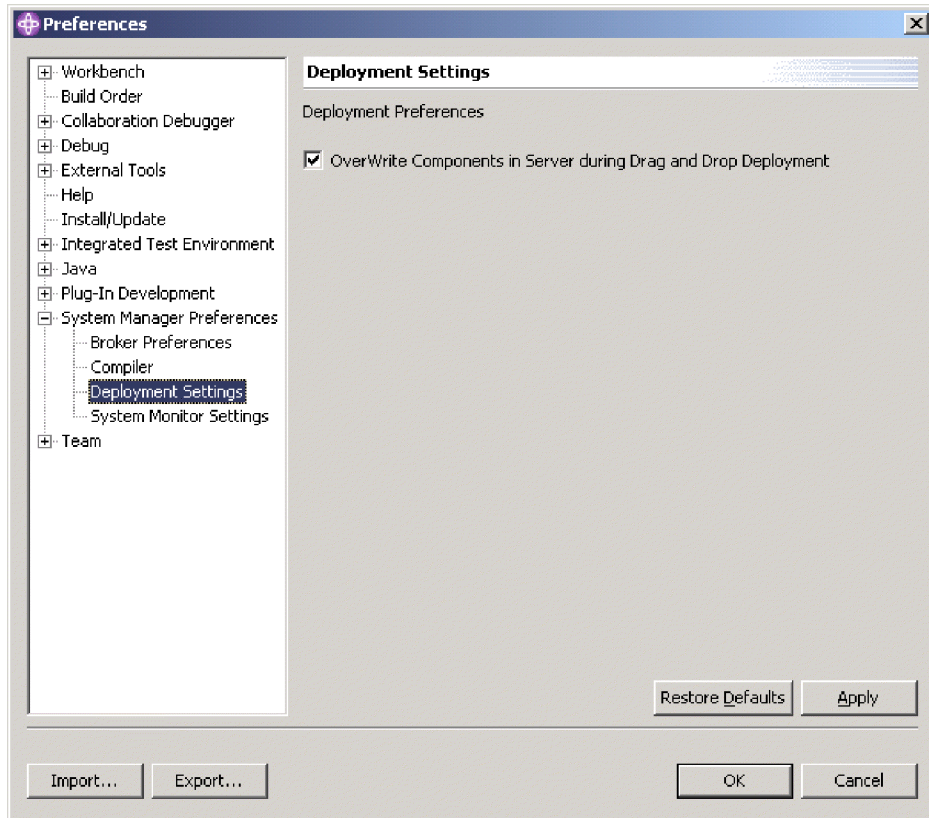 Preferences
Workbench
Build Order
Collaboration Debugger
Debug
External Tools
Help
Install/Update
Integrated Test Environment
Java
Plug-In Development
System Manager Preferences
Broker Preferences
Compiler
Deployment Settings
System Monitor Settings
Team
Deployment Settings
Deployment Preferences
OverWrite Components in Server during Drag and Drop Deployment
Restore Defaults
Apply
Import...
Export...
OK
Cancel